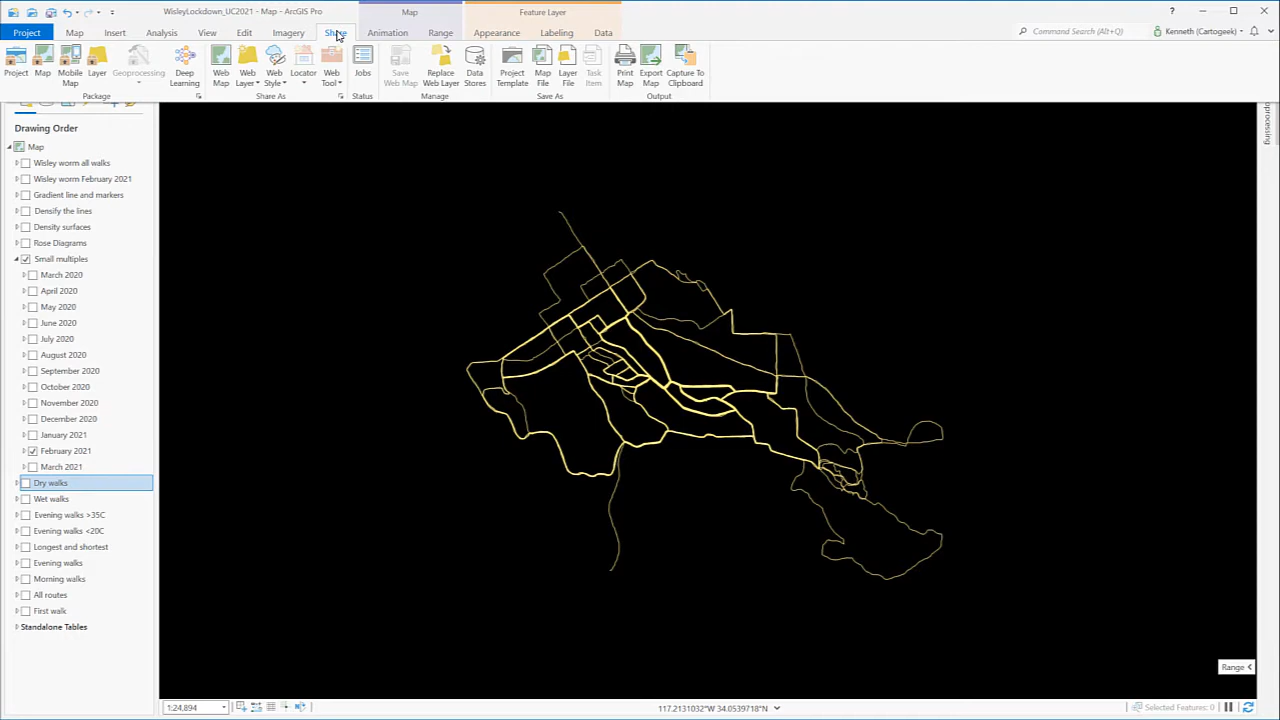 WisleyLockdown_UC2021 - Map - ArcGIS Pro
Map
Feature Layer
?
Project Map Insert Analysis View Edit Imagery Share Animation Range Appearance Labeling Data
Command Search (Alt+Q)
Kenneth (Cartogeek)
Project Map Mobile Map Layer Geoprocessing Deep Learning Web Map Web Layer Web Style Locator Web Tool Jobs Save Web Map Replace Web Layer Data Stores Project Template Map File Layer File Task Item Print Map Export Map Capture To Clipboard
Package Share As Status Manage Save As Output
Drawing Order
Map
Wisley worm all walks
Wisley worm February 2021
Gradient line and markers
Densify the lines
Density surfaces
Rose Diagrams
Small multiples
March 2020
April 2020
May 2020
June 2020
July 2020
August 2020
September 2020
October 2020
November 2020
December 2020
January 2021
February 2021
March 2021
Dry walks
Wet walks
Evening walks >35C
Evening walks <20C
Longest and shortest
Evening walks
Morning walks
All routes
First walk
Standalone Tables
Range
1:24,894
117.2131032°W 34.0539718°N
Selected Features: 0